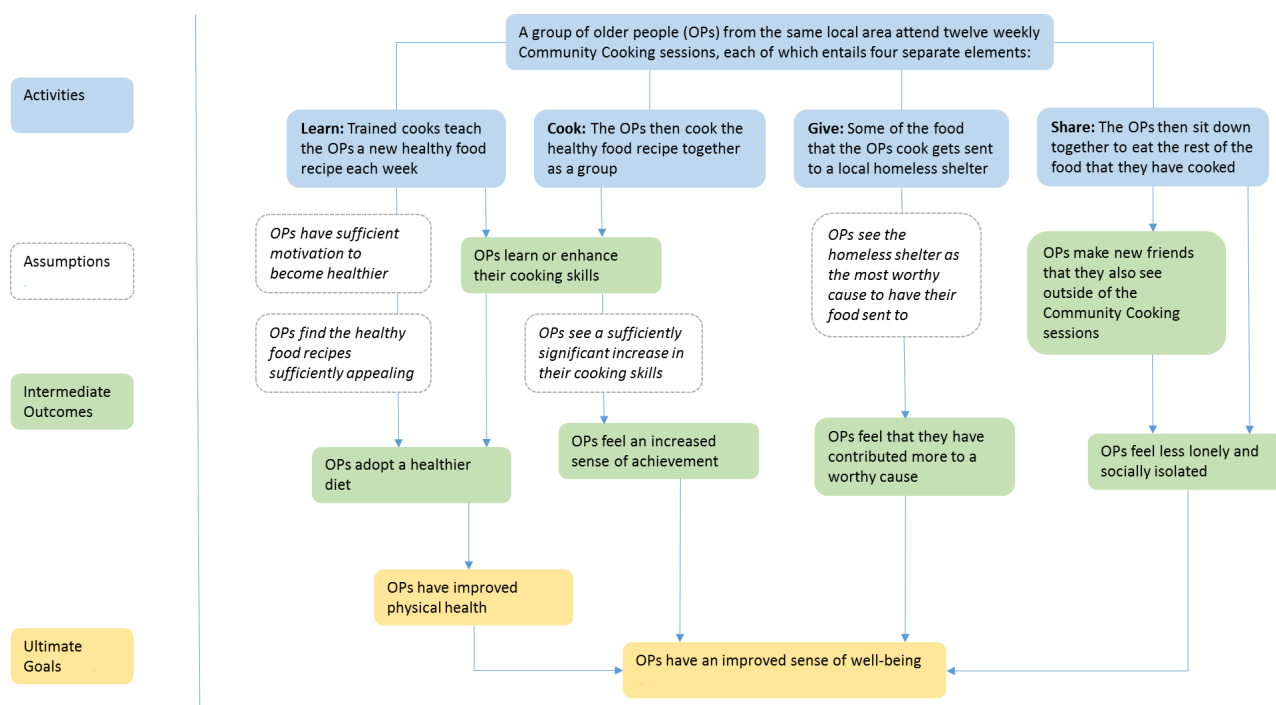 A group of older people (OPs) from the same local area attend twelve weekly
Community Cooking sessions, each of which entails four separate elements:
Activities
Learn: Trained cooks teach
the OPs a new healthy food
recipe each week
Cook: The OPs then cook the
healthy food recipe together
as a group
Give: Some of the food
that the OPs cook gets sent
to a local homeless shelter
Share: The OPs then sit down
together to eat the rest of the
food that they have cooked
Assumptions
OPs have sufficient
motivation to
become healthier
OPs learn or enhance
their cooking skills
OPs see the
homeless shelter as
the most worthy
cause to have their
food sent to
OPs make new friends
that they also see
outside of the
Community Cooking
sessions
OPs find the healthy
food recipes
sufficiently appealing
OPs see a sufficiently
significant increase in
their cooking skills
Intermediate
Outcomes
OPs adopt a healthier
diet
OPs feel an increased
sense of achievement
OPs feel that they have
contributed more to a
worthy cause
OPs feel less lonely and
socially isolated
OPs have improved
physical health
Ultimate
Goals
OPs have an improved sense of well-being